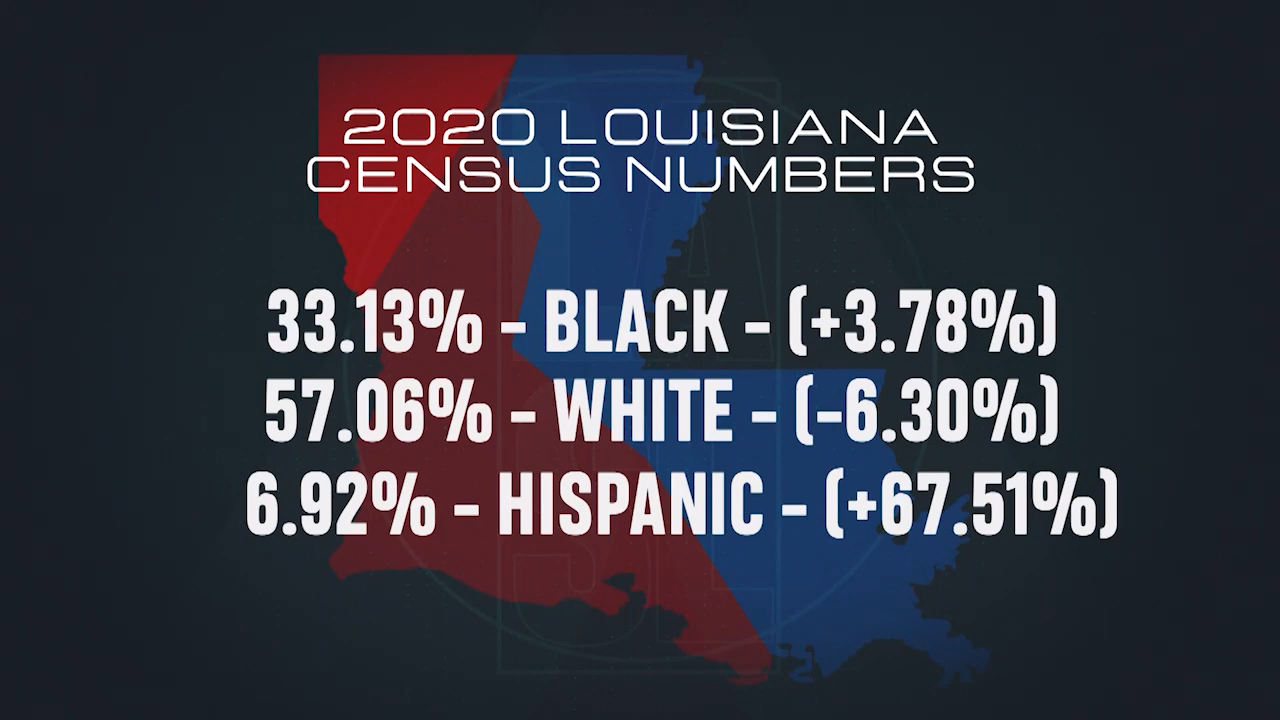 2020 LOUISIANA
CENSUS NUMBERS
33.13% - BLACK - (+3.78%)
57.06% - WHITE - (-6.30%)
6.92% - HISPANIC - (+67.51%)